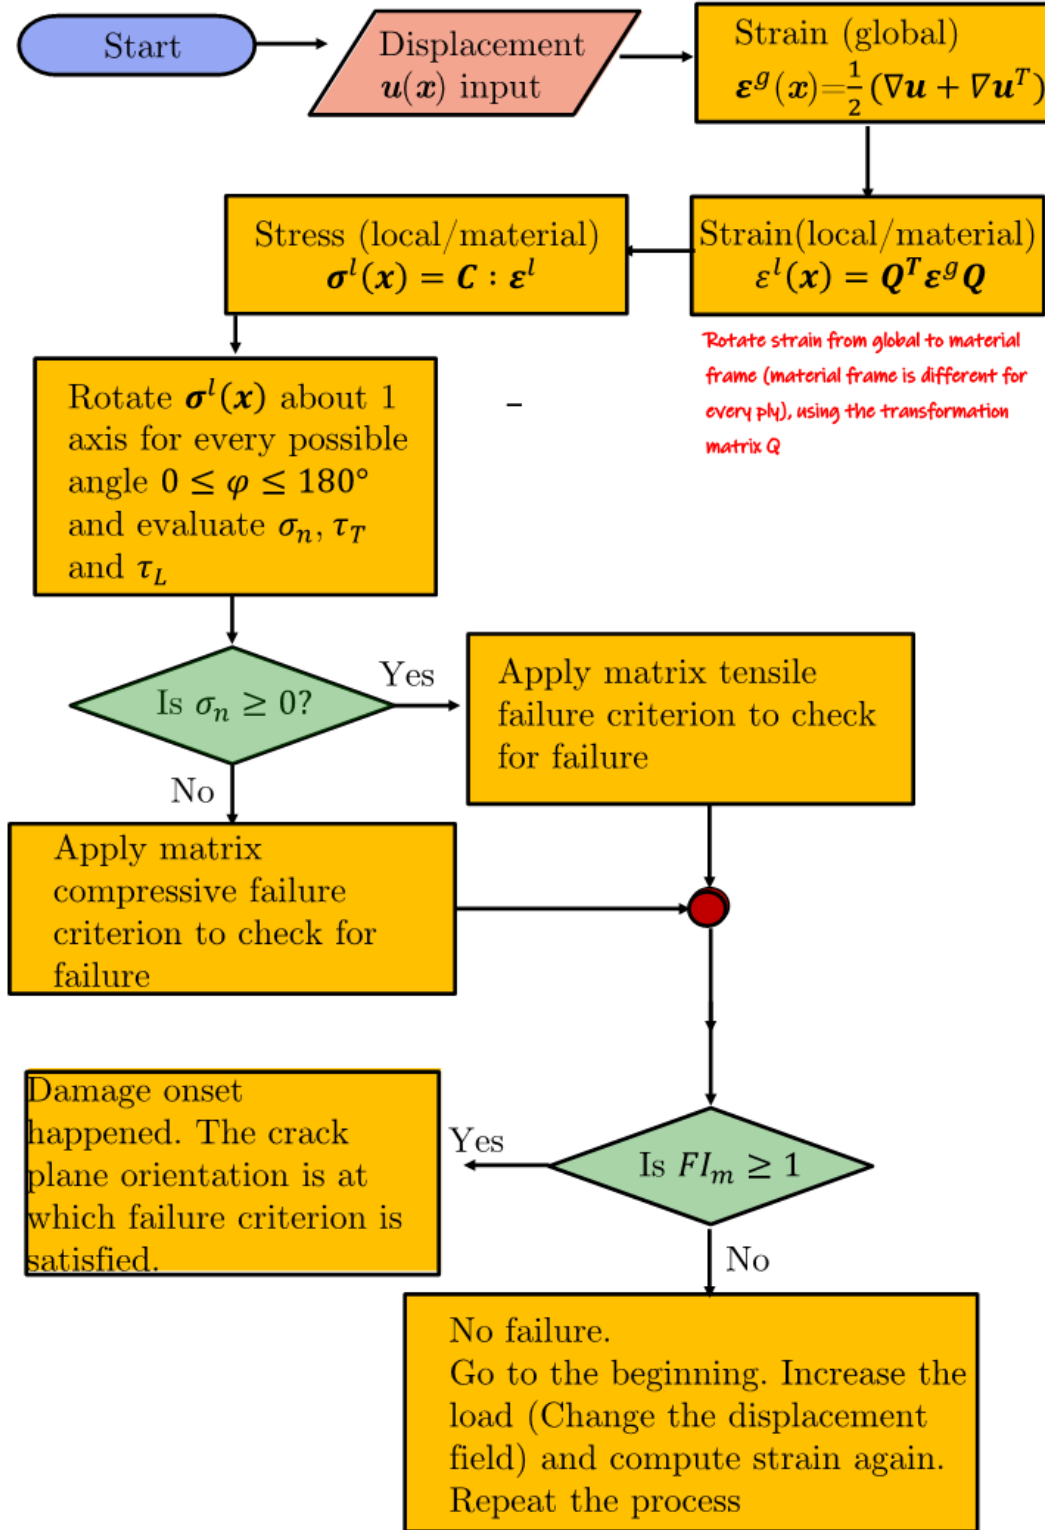 Start
Displacement
u(x) input
Strain (global)
ε^g(x)=1/2(∇u + ∇u^T)
Strain(local/material)
ε^l(x) = Q^T ε^g Q
Stress (local/material)
σ^l(x) = C : ε^l
Rotate strain from global to material
frame (material frame is different for
every ply), using the transformation
matrix Q
Rotate σ^l(x) about 1
axis for every possible
angle 0 ≤ φ ≤ 180°
and evaluate σ_n, τ_T
and τ_L
–
Is σ_n ≥ 0?
Yes
Apply matrix tensile
failure criterion to check
for failure
No
Apply matrix
compressive failure
criterion to check for
failure
Is FI_m ≥ 1
Yes
Damage onset
happened. The crack
plane orientation is at
which failure criterion is
satisfied.
No
No failure.
Go to the beginning. Increase the
load (Change the displacement
field) and compute strain again.
Repeat the process